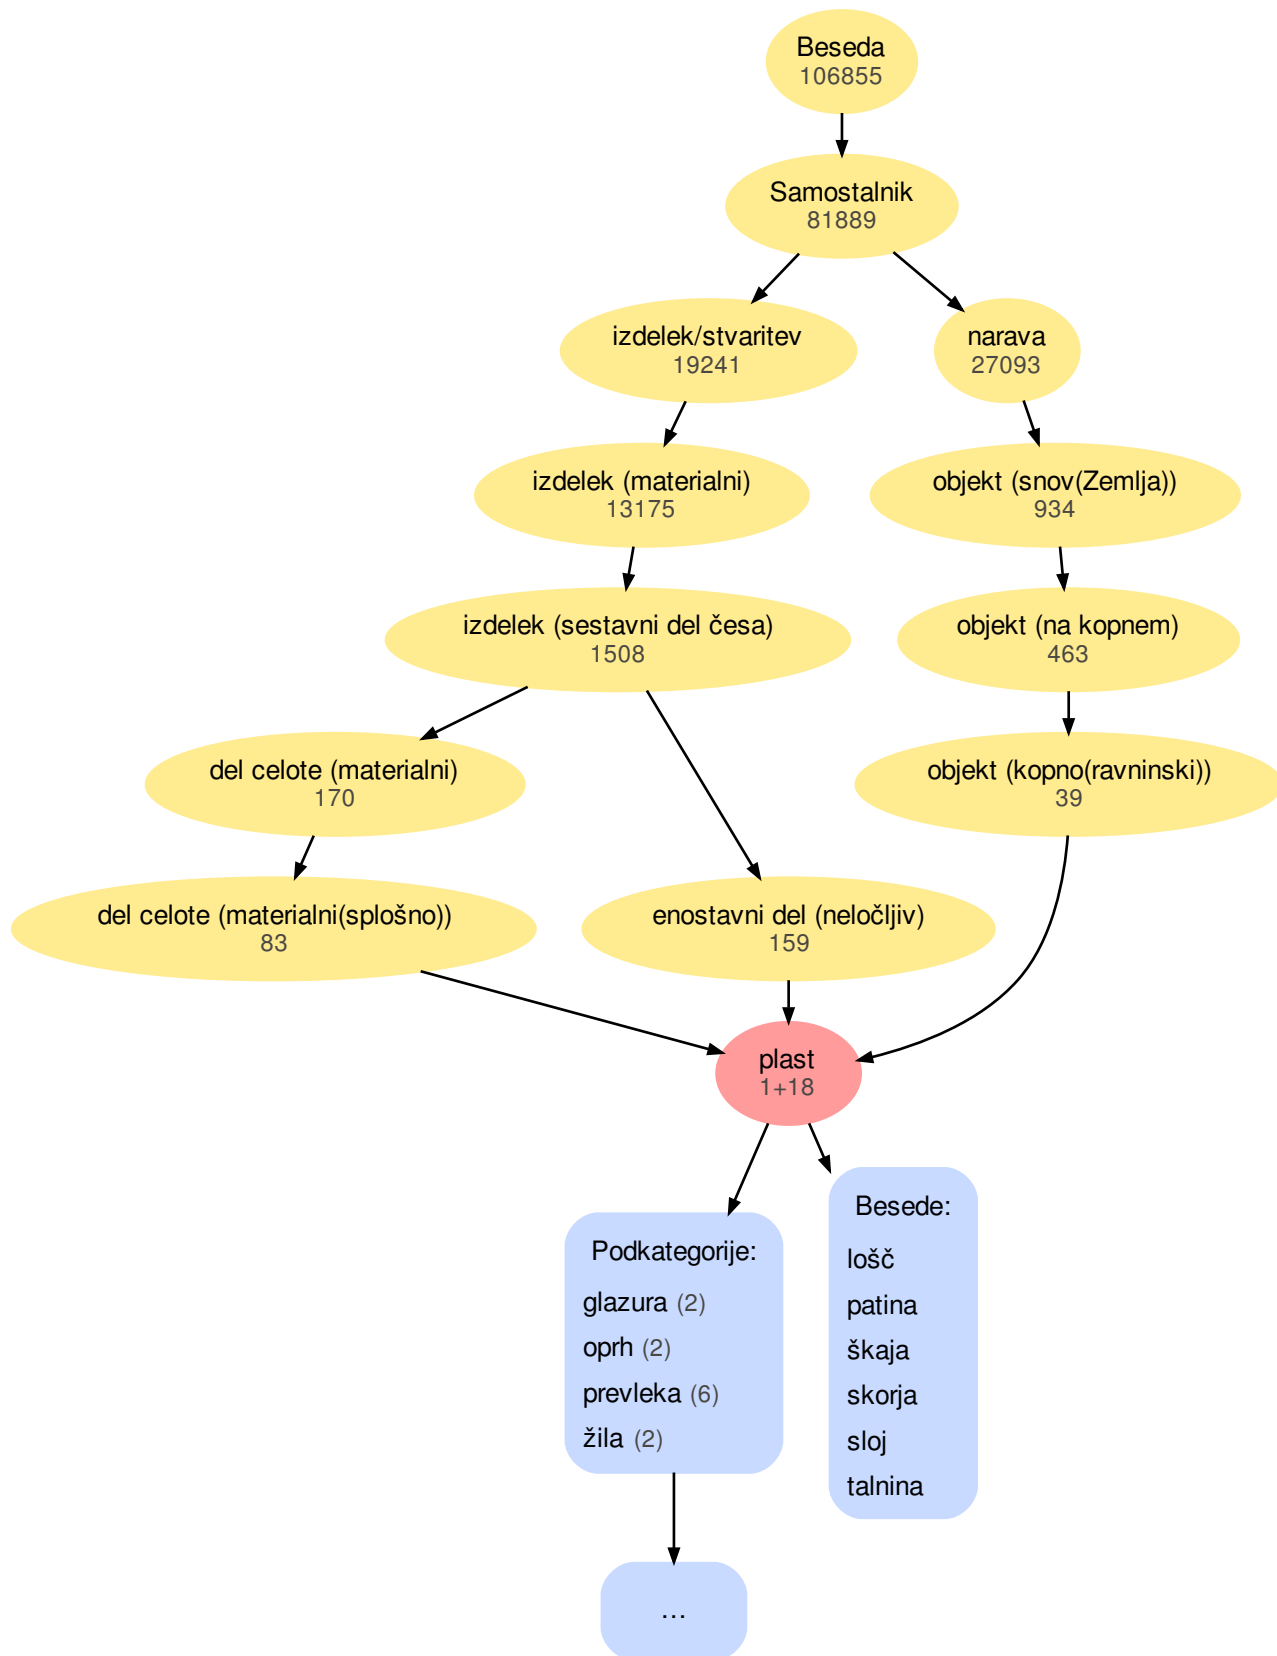 Beseda
106855
Samostalnik
81889
izdelek/stvaritev
19241
narava
27093
izdelek (materialni)
13175
objekt (snov(Zemlja))
934
izdelek (sestavni del česa)
1508
objekt (na kopnem)
463
del celote (materialni)
170
objekt (kopno(ravninski))
39
del celote (materialni(splošno))
83
enostavni del (neločljiv)
159
plast
1+18
Podkategorije:
glazura (2)
oprh (2)
prevleka (6)
žila (2)
Besede:
lošč
patina
škaja
skorja
sloj
talnina
...